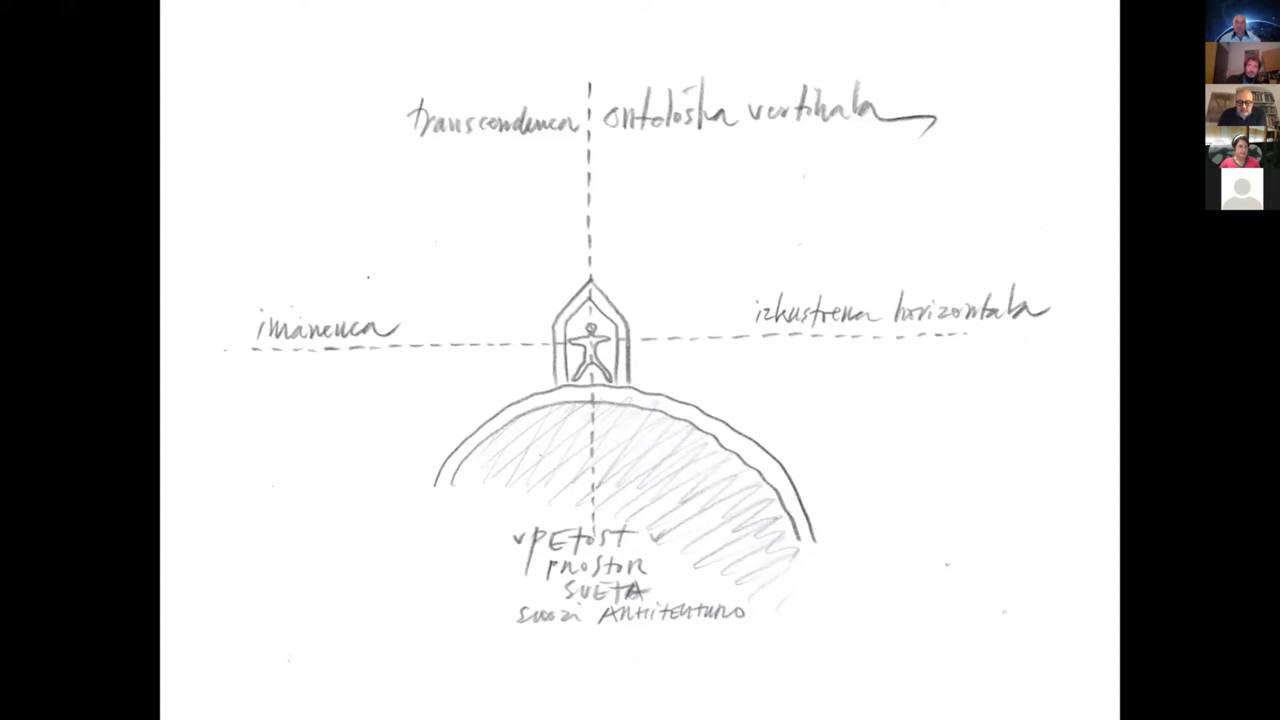 transcendenca ontološka vertikala
imanenca izkustvena horizontala
vPETOST v
PROSTOR
SVETA
skozi ARHITEKTURO